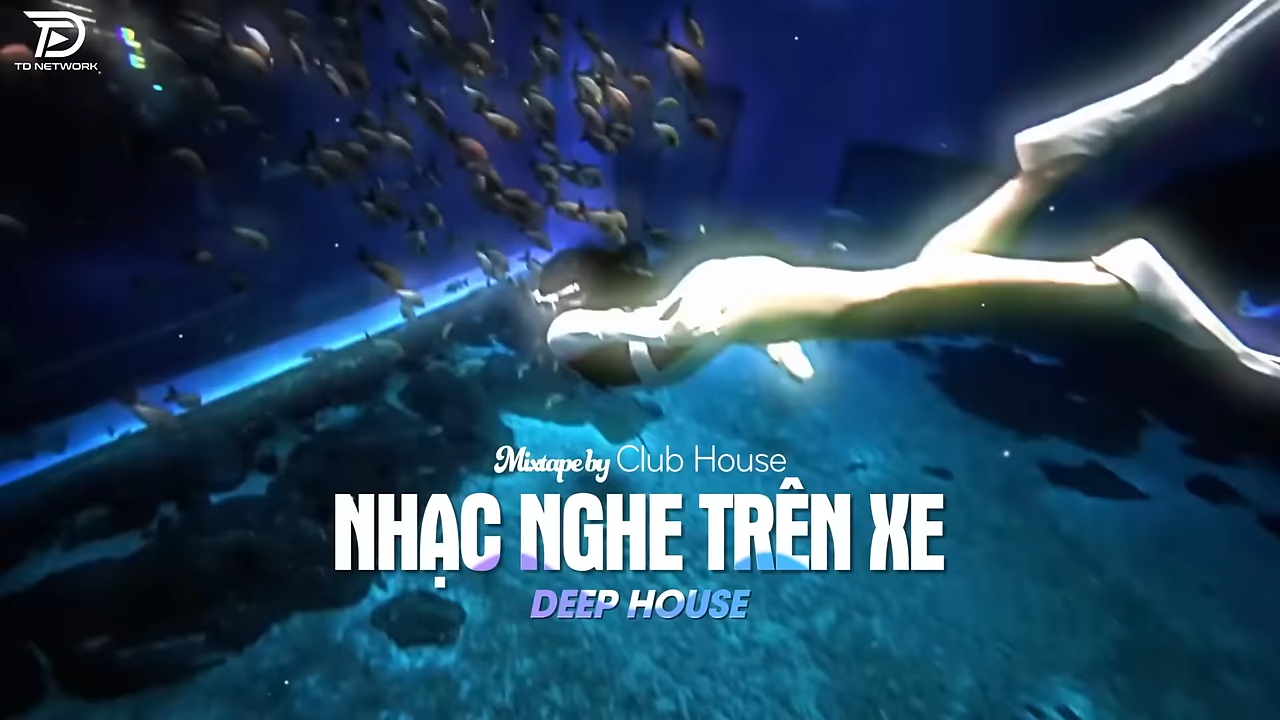 TD NETWORK
Mixtape by Club House
NHẠC NGHE TRÊN XE
DEEP HOUSE